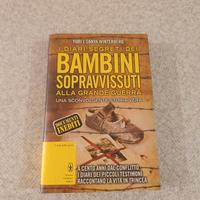 YURI E SONYA WINTERBERG
I DIARI SEGRETI DEI
BAMBINI
SOPRAVVISSUTI
ALLA GRANDE GUERRA
UNA SCONVOLGENTE STORIA VERA
DOCUMENTI
INEDITI
A CENTO ANNI DAL CONFLITTO,
I DIARI DEI PICCOLI TESTIMONI
RACCONTANO LA VITA IN TRINCEA